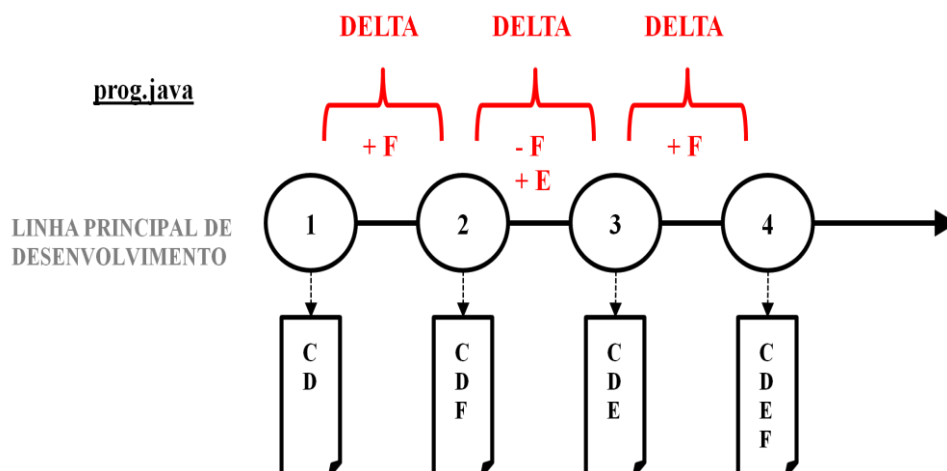 DELTA DELTA DELTA
prog.java
+ F - F + F
+ E
LINHA PRINCIPAL DE
DESENVOLVIMENTO
1 2 3 4
C C C C
D D D D
F E E
F